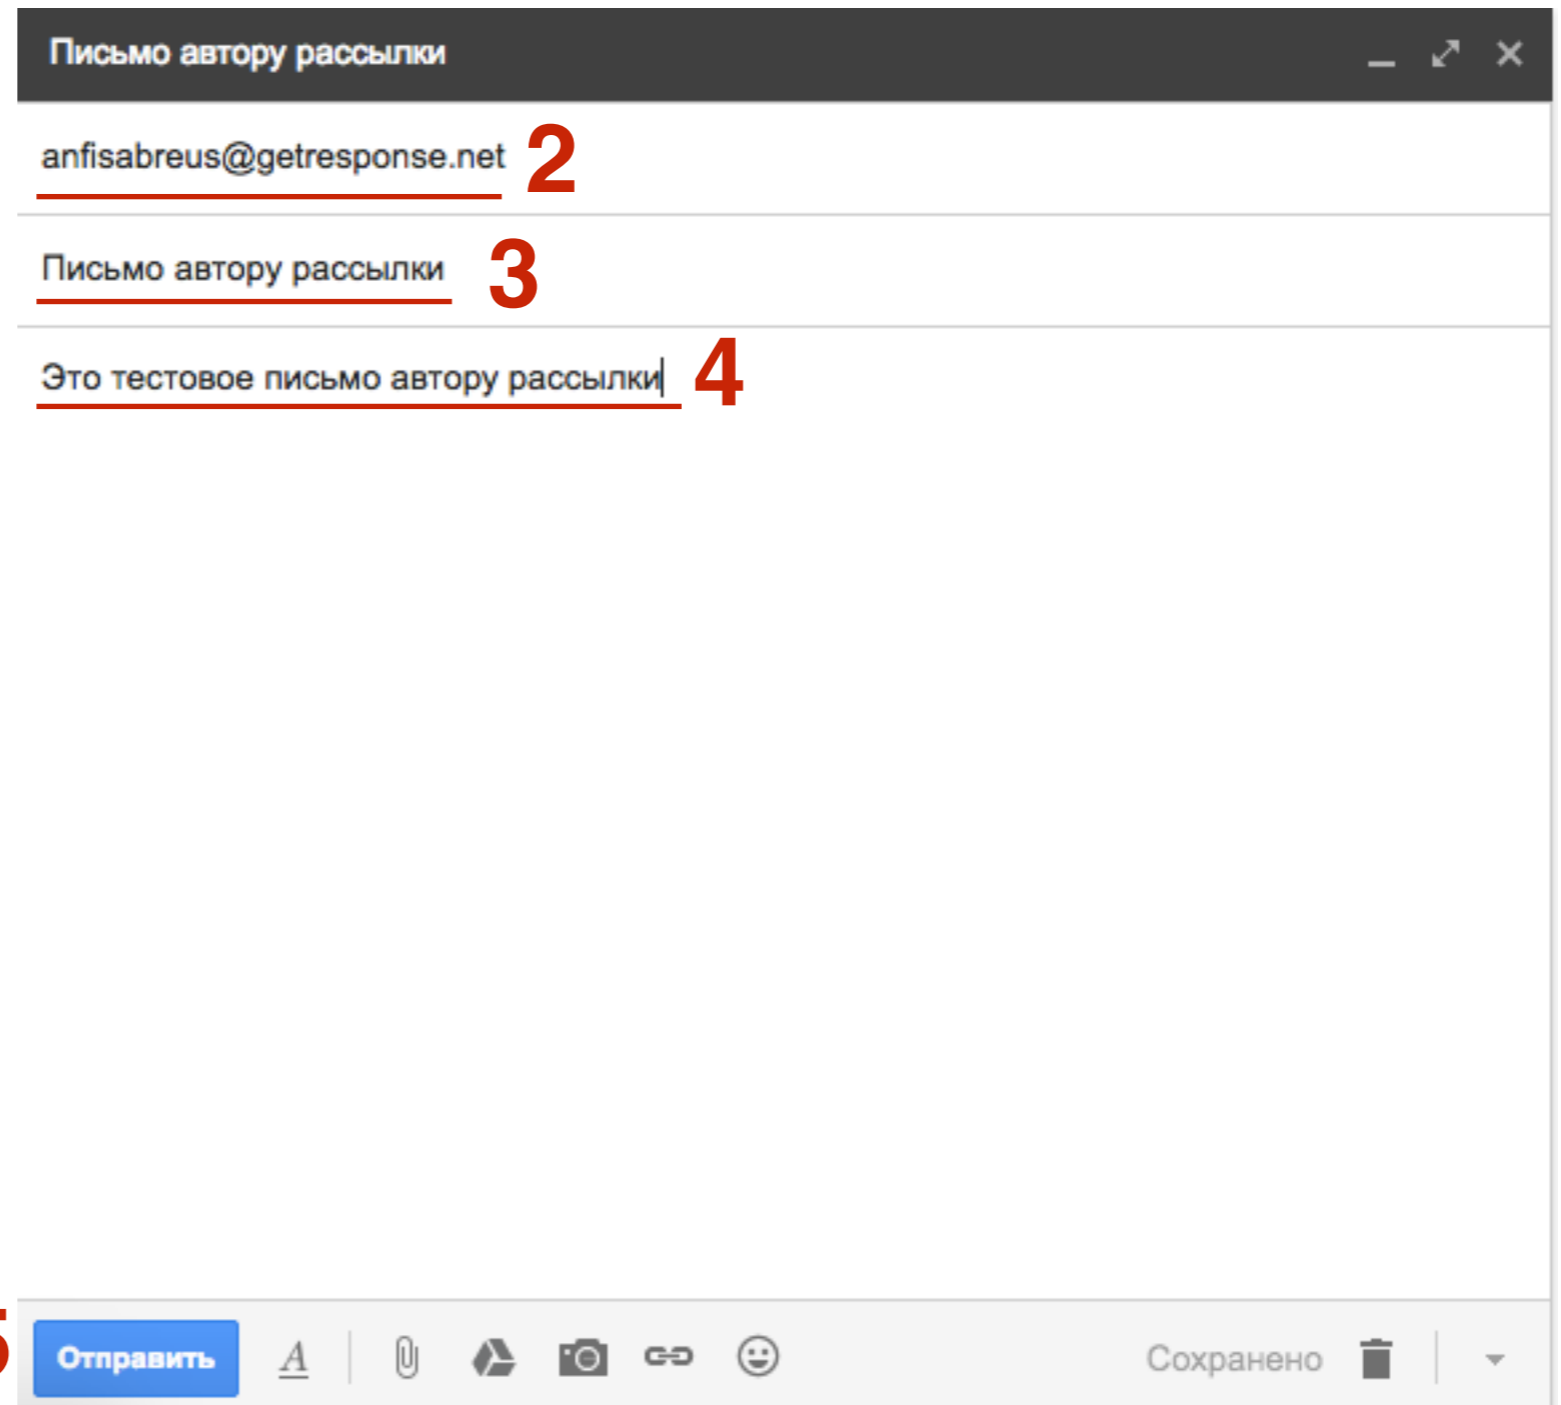 Письмо автору рассылки
anfisabreus@getresponse.net 2
Письмо автору рассылки 3
Это тестовое письмо автору рассылки 4
5 Отправить A Сохранено